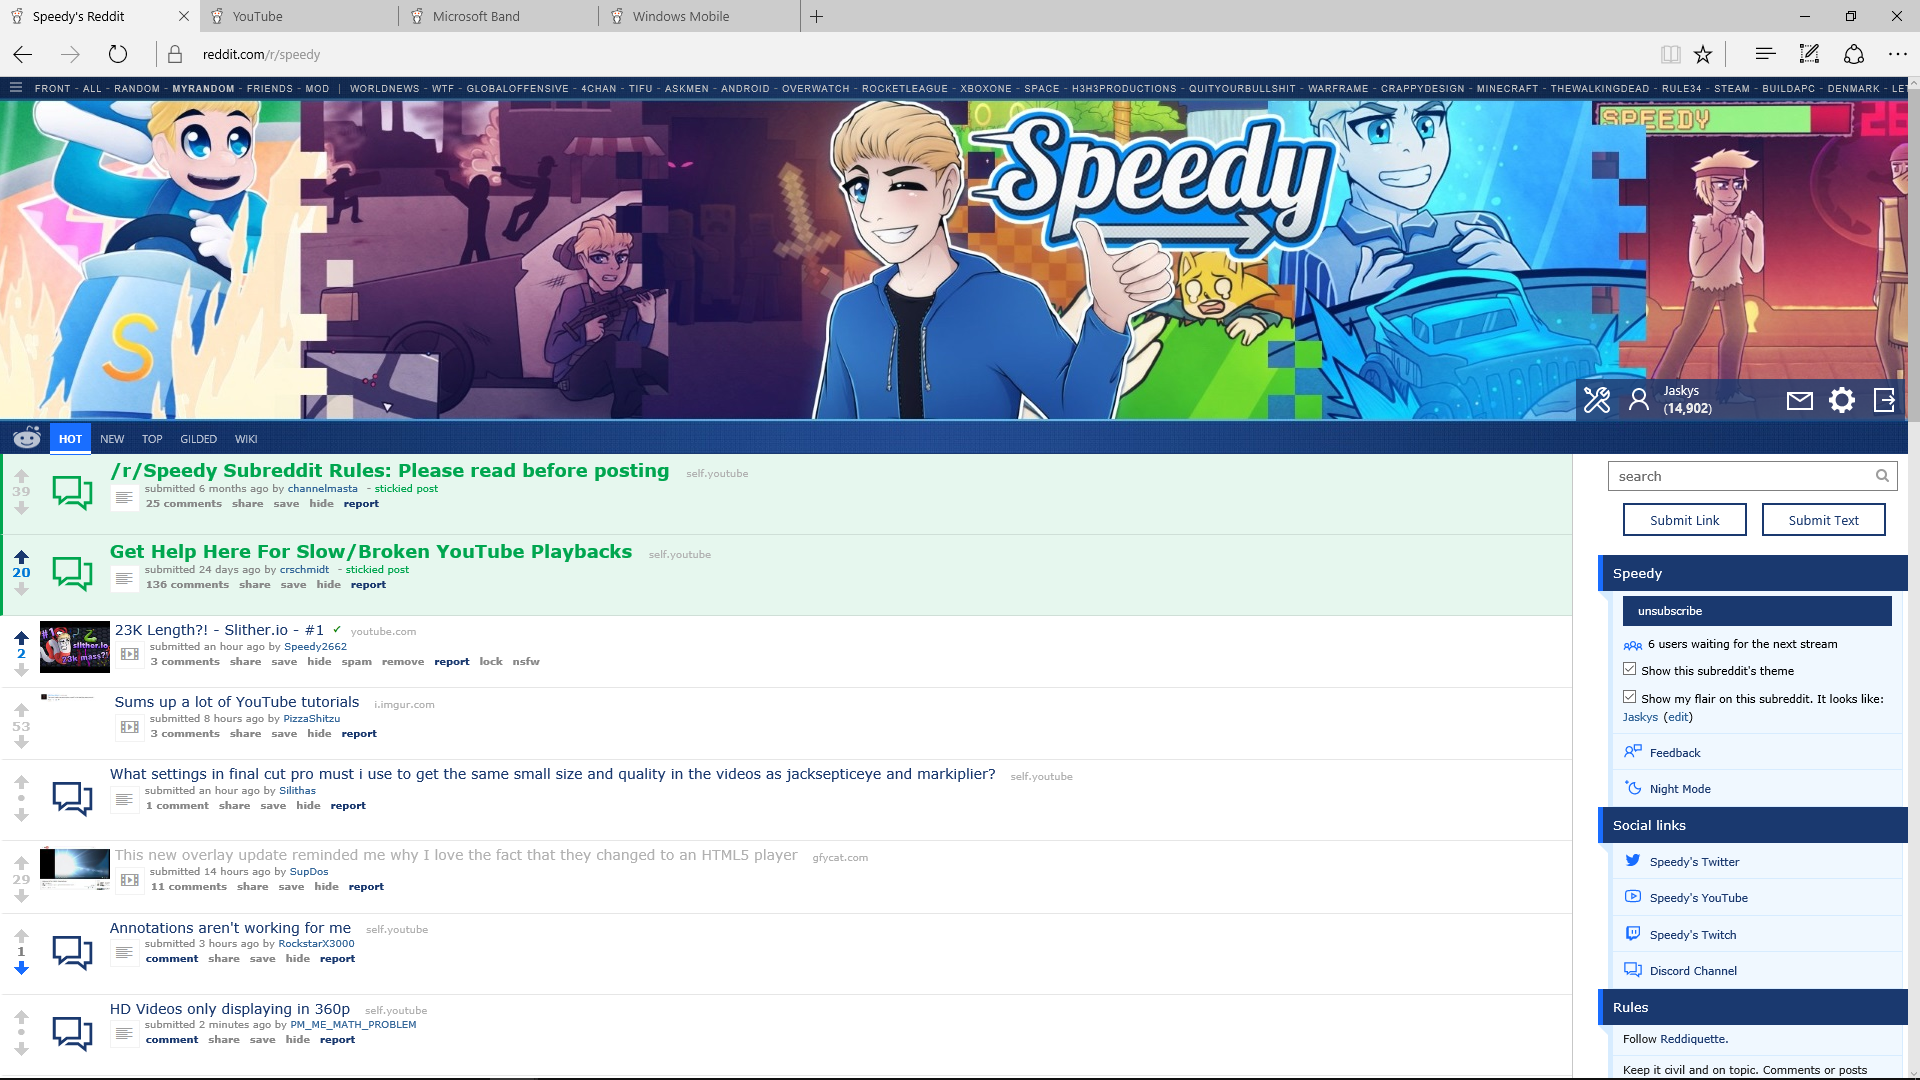 Speedy's Reddit
YouTube
Microsoft Band
Windows Mobile
reddit.com/r/speedy
FRONT - ALL - RANDOM - MYRANDOM - FRIENDS - MOD | WORLDNEWS - WTF - GLOBALOFFENSIVE - 4CHAN - TIFU - ASKMEN - ANDROID - OVERWATCH - ROCKETLEAGUE - XBOXONE - SPACE - H3H3PRODUCTIONS - QUITYOURBULLSHIT - WARFRAME - CRAPPYDESIGN - MINECRAFT - THEWALKINGDEAD - RULE34 - STEAM - BUILDAPC - DENMARK - LET
SPEEDY
Speedy
S
Jaskys
(14,902)
HOT NEW TOP GILDED WIKI
39
/r/Speedy Subreddit Rules: Please read before posting self.youtube
submitted 6 months ago by channelmasta - stickied post
25 comments share save hide report
20
Get Help Here For Slow/Broken YouTube Playbacks self.youtube
submitted 24 days ago by crschmidt - stickied post
136 comments share save hide report
2
#1
slither.io
23k mass?!
23K Length?! - Slither.io - #1 ✓ youtube.com
submitted an hour ago by Speedy2662
3 comments share save hide spam remove report lock nsfw
53
Sums up a lot of YouTube tutorials i.imgur.com
submitted 8 hours ago by PizzaShitzu
3 comments share save hide report
•
What settings in final cut pro must i use to get the same small size and quality in the videos as jacksepticeye and markiplier? self.youtube
submitted an hour ago by Silithas
1 comment share save hide report
29
This new overlay update reminded me why I love the fact that they changed to an HTML5 player gfycat.com
submitted 14 hours ago by SupDos
11 comments share save hide report
1
Annotations aren't working for me self.youtube
submitted 3 hours ago by RockstarX3000
comment share save hide report
•
HD Videos only displaying in 360p self.youtube
submitted 2 minutes ago by PM_ME_MATH_PROBLEM
comment share save hide report
search
Submit Link
Submit Text
Speedy
unsubscribe
6 users waiting for the next stream
Show this subreddit's theme
Show my flair on this subreddit. It looks like:
Jaskys (edit)
Feedback
Night Mode
Social links
Speedy's Twitter
Speedy's YouTube
Speedy's Twitch
Discord Channel
Rules
Follow Reddiquette.
Keep it civil and on topic. Comments or posts